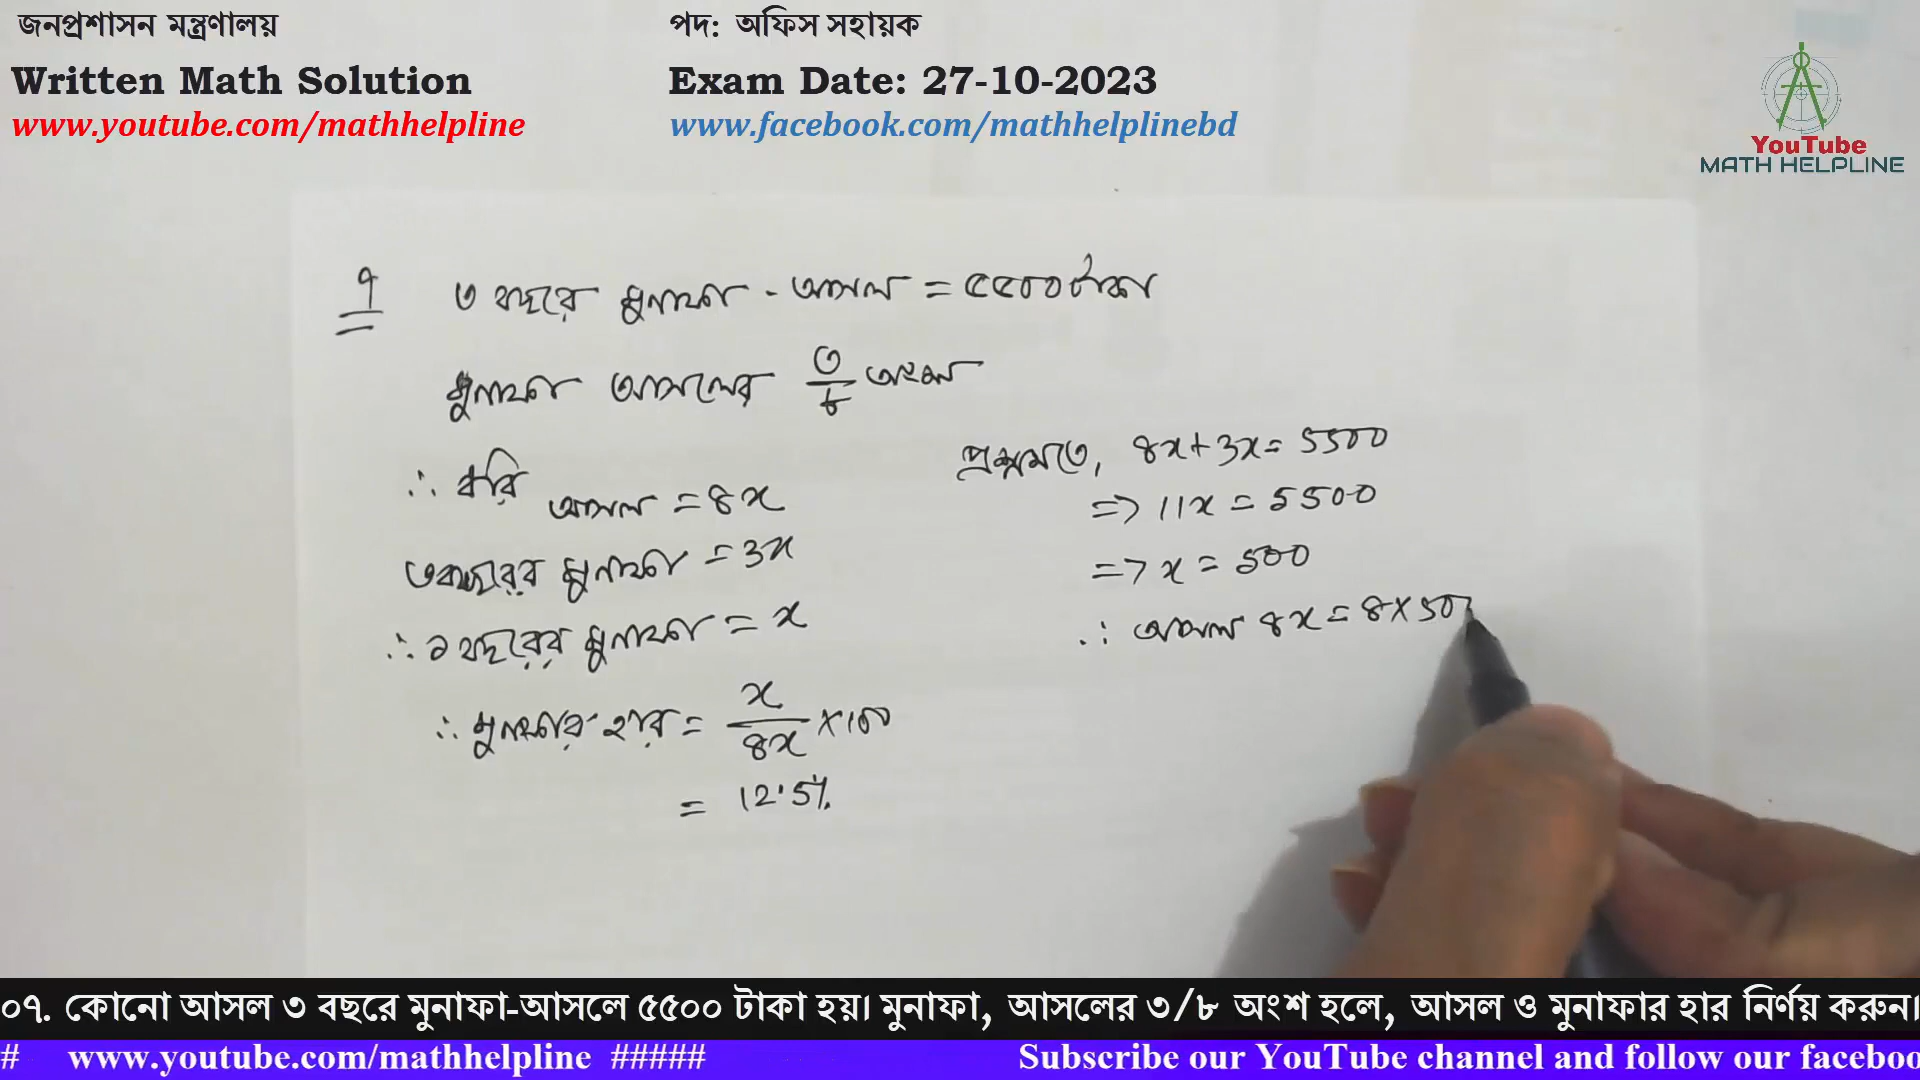 জনপ্রশাসন মন্ত্রণালয়
পদ: অফিস সহায়ক
Written Math Solution
Exam Date: 27-10-2023
www.youtube.com/mathhelpline
www.facebook.com/mathhelplinebd
YouTube
MATH HELPLINE
৭ ৩ বছরে মুনাফা - আসল = ৫৫০০ টাকা
মুনাফা আসলের ৩/৮ অংশ
∴ ধরি আসল = 8x
৩ বছরের মুনাফা = 3x
∴ ১ বছরের মুনাফা = x
∴ মুনাফার হার = x/8x × 100
= 12.5%
প্রশ্নমতে, 8x + 3x = 5500
=> 11x = 5500
=> x = 500
∴ আসল 8x = 8 × 50
০৭. কোনো আসল ৩ বছরে মুনাফা-আসলে ৫৫০০ টাকা হয়। মুনাফা, আসলের ৩/৮ অংশ হলে, আসল ও মুনাফার হার নির্ণয় করুন।
# www.youtube.com/mathhelpline ##### Subscribe our YouTube channel and follow our faceboo